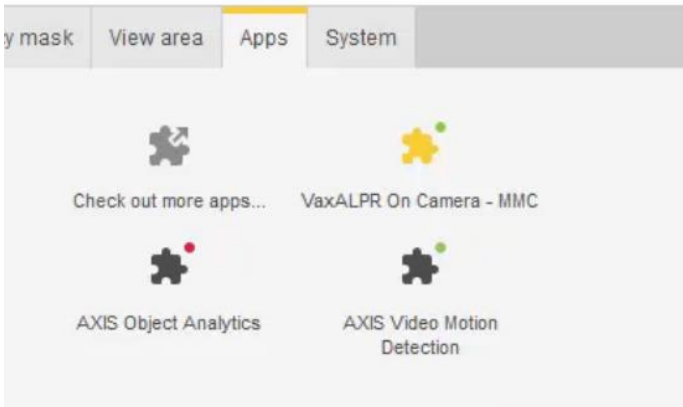 mask View area Apps System
Check out more apps... VaxALPR On Camera - MMC
AXIS Object Analytics AXIS Video Motion
Detection